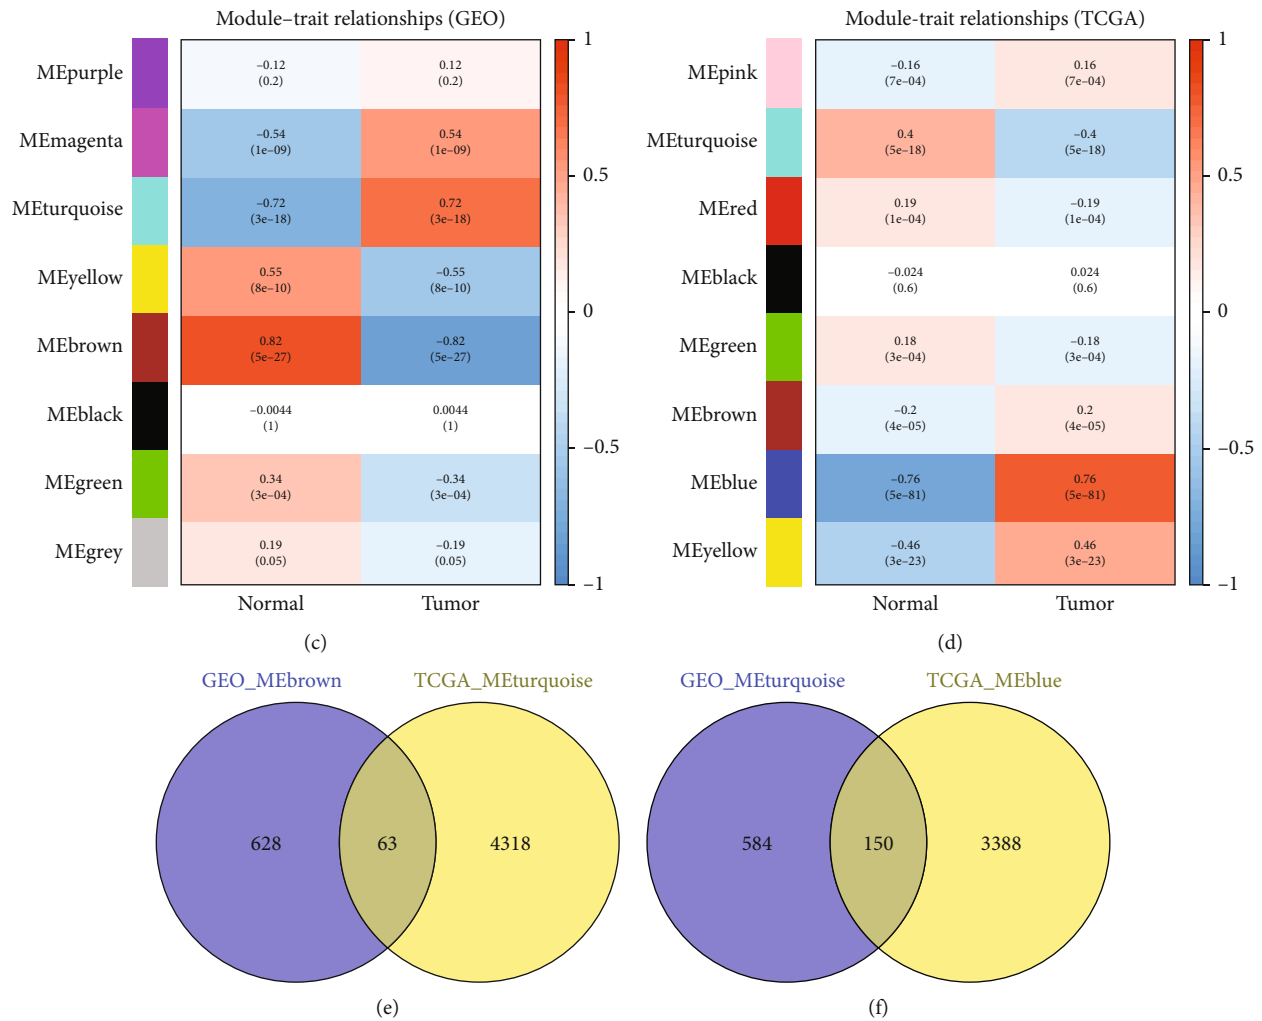 Module–trait relationships (GEO)
MEpurple
–0.12
(0.2)
0.12
(0.2)
MEmagenta
–0.54
(1e–09)
0.54
(1e–09)
MEturquoise
–0.72
(3e–18)
0.72
(3e–18)
MEyellow
0.55
(8e–10)
–0.55
(8e–10)
MEbrown
0.82
(5e–27)
–0.82
(5e–27)
MEblack
–0.0044
(1)
0.0044
(1)
MEgreen
0.34
(3e–04)
–0.34
(3e–04)
MEgrey
0.19
(0.05)
–0.19
(0.05)
Normal
Tumor
1
0.5
0
–0.5
–1
(c)
Module-trait relationships (TCGA)
MEpink
–0.16
(7e–04)
0.16
(7e–04)
MEturquoise
0.4
(5e–18)
–0.4
(5e–18)
MEred
0.19
(1e–04)
–0.19
(1e–04)
MEblack
–0.024
(0.6)
0.024
(0.6)
MEgreen
0.18
(3e–04)
–0.18
(3e–04)
MEbrown
–0.2
(4e–05)
0.2
(4e–05)
MEblue
–0.76
(5e–81)
0.76
(5e–81)
MEyellow
–0.46
(3e–23)
0.46
(3e–23)
Normal
Tumor
1
0.5
0
–0.5
–1
(d)
GEO_MEbrown
TCGA_MEturquoise
628
63
4318
(e)
GEO_MEturquoise
TCGA_MEblue
584
150
3388
(f)